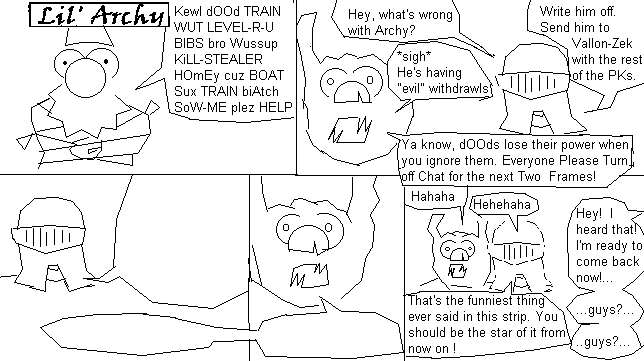 Lil' Archy
Kewl dOOd TRAIN
WUT LEVEL-R-U
BIBS bro Wussup
KiLL-STEALER
HOmEy cuz BOAT
Sux TRAIN biAtch
SoW-ME plez HELP
Hey, what's wrong
with Archy?
*sigh*
He's having
"evil" withdrawls
Write him off.
Send him to
Vallon-Zek
with the rest
of the PKs.
Ya know, dOOds lose their power when
you ignore them. Everyone Please Turn
off Chat for the next Two Frames!
Hahaha
Hehehaha
That's the funniest thing
ever said in this strip. You
should be the star of it from
now on !
Hey! I
heard that!
I'm ready to
come back
now!...
...guys?...
..guys?...